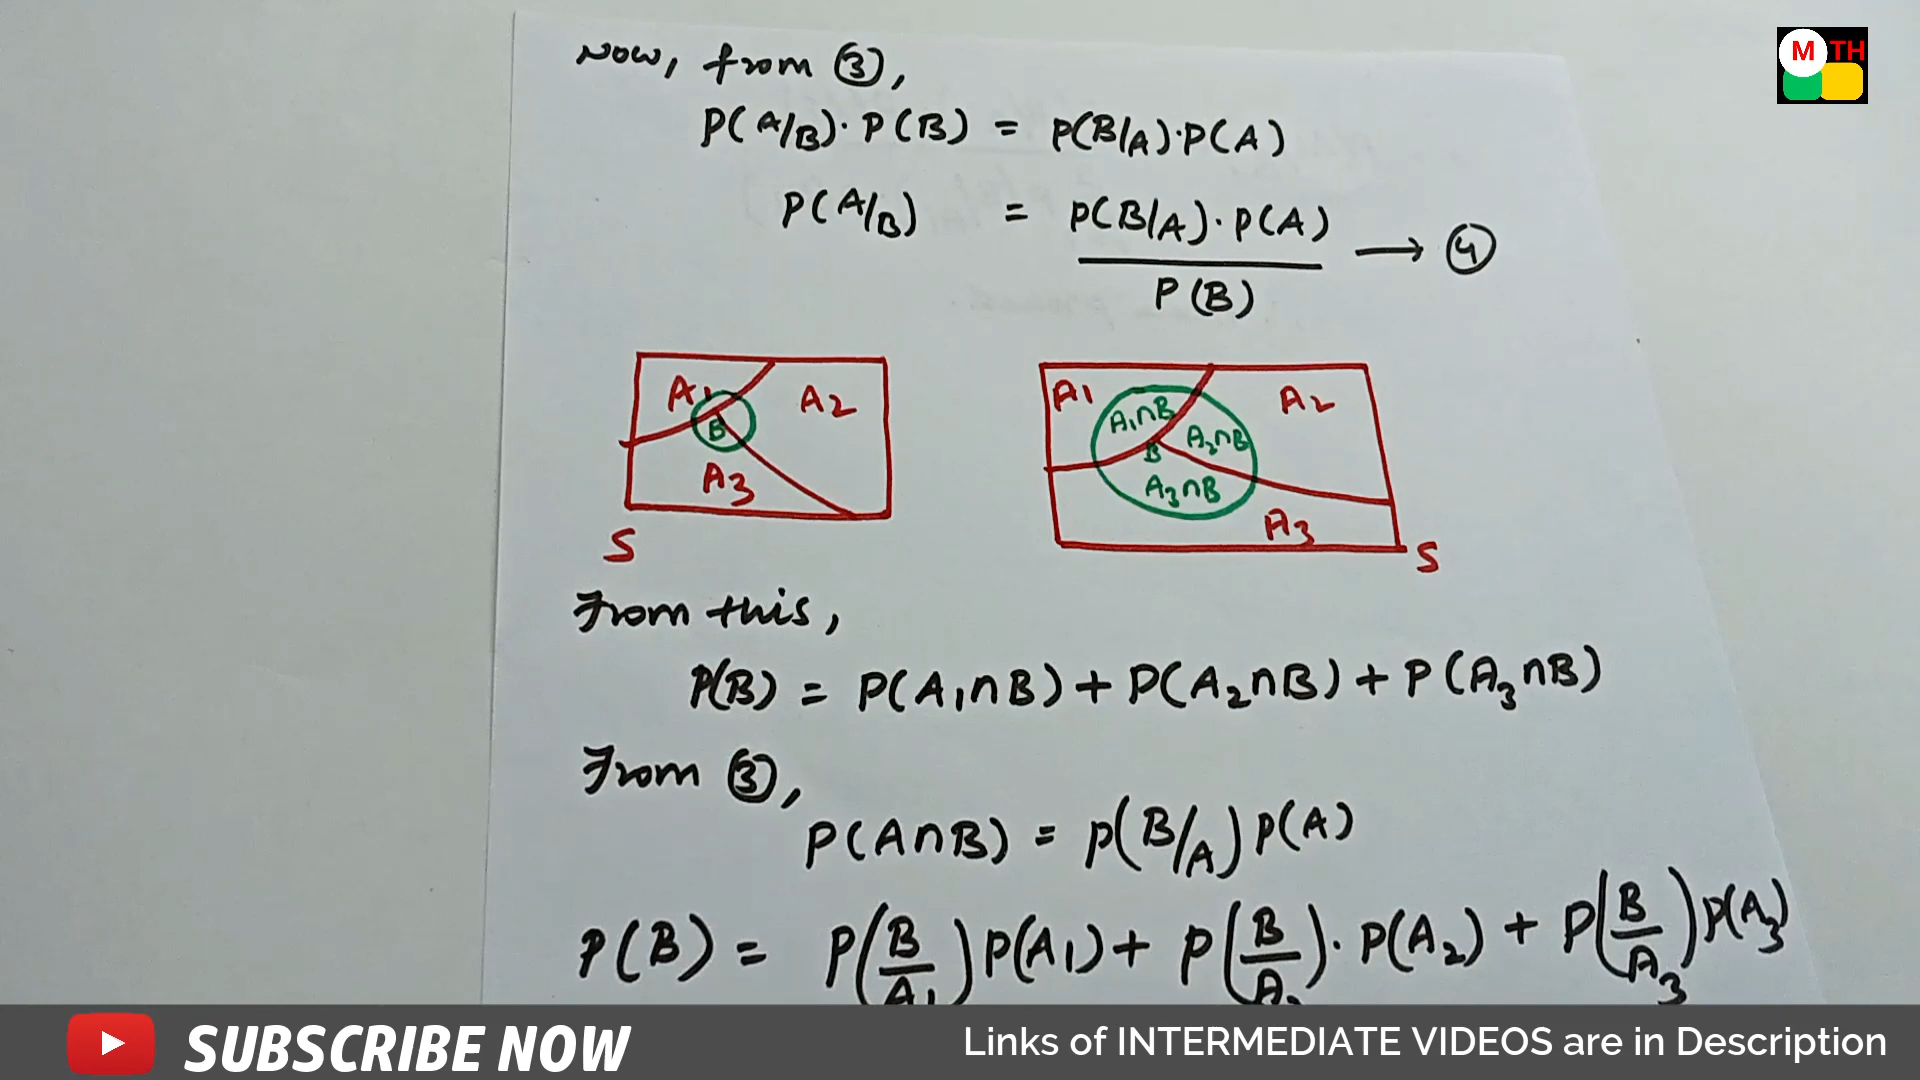 Now, from ③,
P(A/B)·P(B) = P(B/A)·P(A)
P(A/B) = P(B/A)·P(A) ⟶ ④
P(B)
A1 A2 B A3 S
A1 A2 A1∩B A2∩B B A3∩B A3 S
From this,
P(B) = P(A1∩B) + P(A2∩B) + P(A3∩B)
From ③,
P(A∩B) = P(B/A) P(A)
P(B) = P(B/A1) P(A1) + P(B/A2)·P(A2) + P(B/A3) P(A3)
M TH
SUBSCRIBE NOW
Links of INTERMEDIATE VIDEOS are in Description